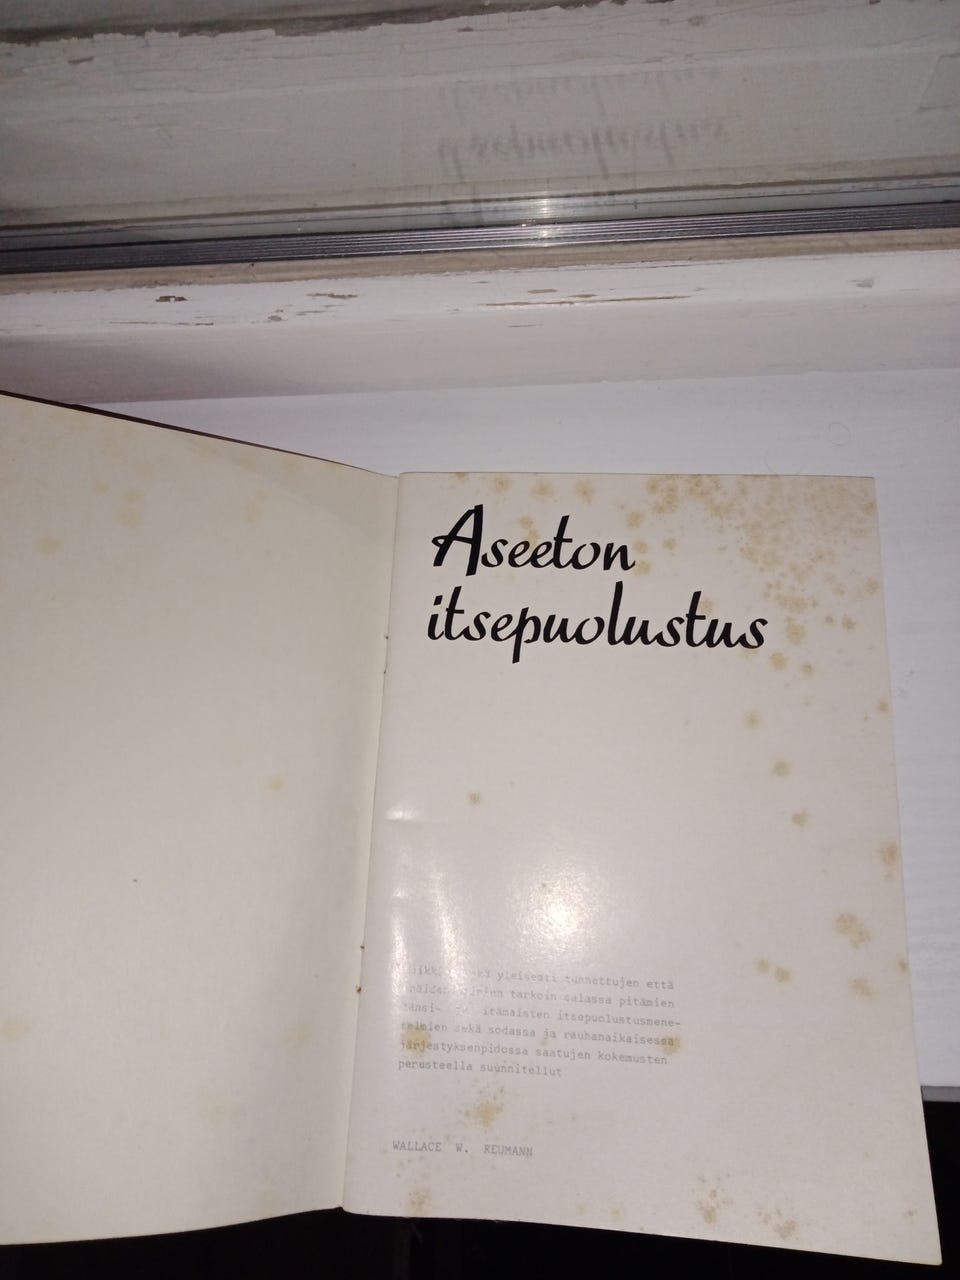 Aseeton
itsepuolustus
yleisesti tunnettujen että
tarkoin salassa pitämien
itämaisten itsepuolustusmene-
telmien sekä sodassa ja rauhanaikaisessa
järjestyksenpidossa saatujen kokemusten
perusteella suunnitellut
WALLACE W. REUMANN